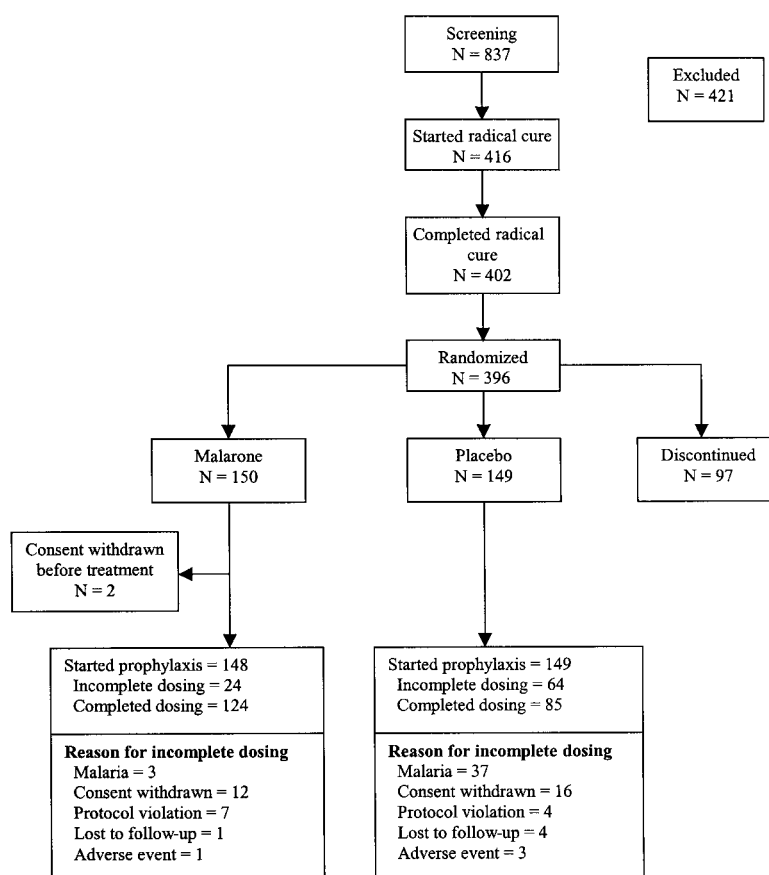 Screening
N = 837
Excluded
N = 421
Started radical cure
N = 416
Completed radical
cure
N = 402
Randomized
N = 396
Malarone
N = 150
Placebo
N = 149
Discontinued
N = 97
Consent withdrawn
before treatment
N = 2
Started prophylaxis = 148
Incomplete dosing = 24
Completed dosing = 124
Reason for incomplete dosing
Malaria = 3
Consent withdrawn = 12
Protocol violation = 7
Lost to follow-up = 1
Adverse event = 1
Started prophylaxis = 149
Incomplete dosing = 64
Completed dosing = 85
Reason for incomplete dosing
Malaria = 37
Consent withdrawn = 16
Protocol violation = 4
Lost to follow-up = 4
Adverse event = 3